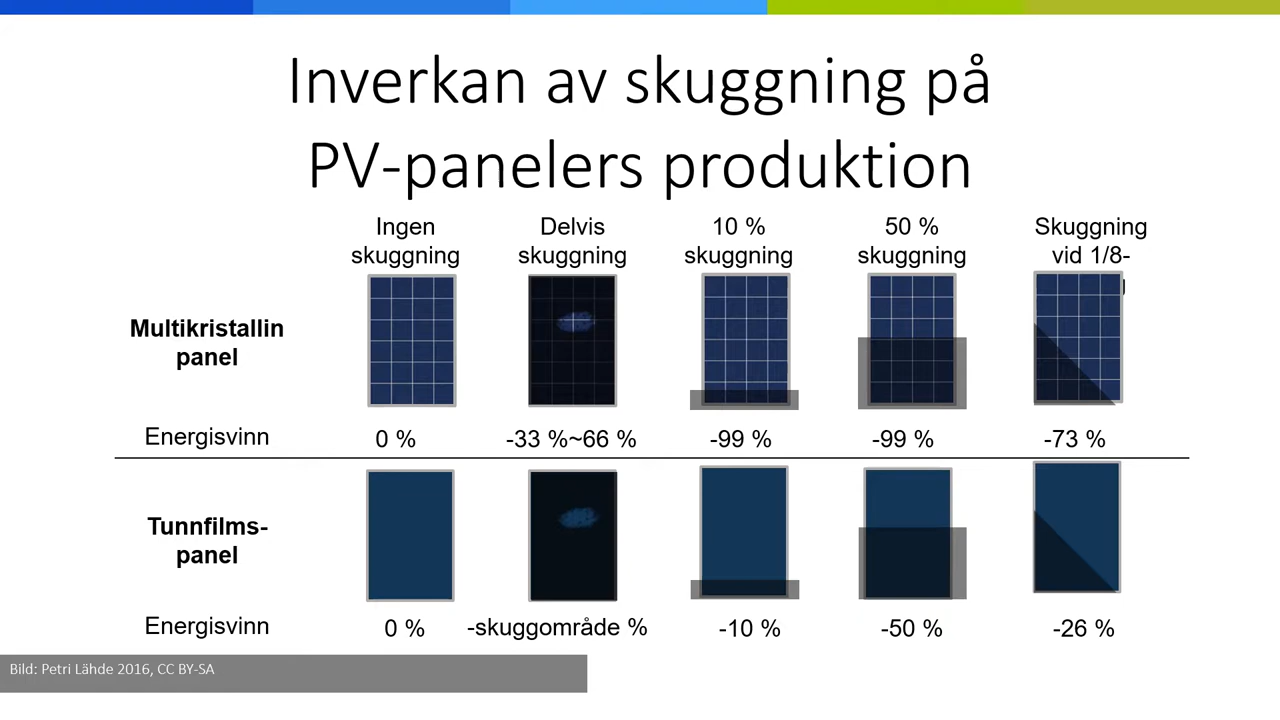 Inverkan av skuggning på
PV-panelers produktion
Ingen
skuggning
Delvis
skuggning
10 %
skuggning
50 %
skuggning
Skuggning
vid 1/8-
Multikristallin
panel
Energisvinn
0 %
-33 %~66 %
-99 %
-99 %
-73 %
Tunnfilms-
panel
Energisvinn
0 %
-skuggområde %
-10 %
-50 %
-26 %
Bild: Petri Lähde 2016, CC BY-SA